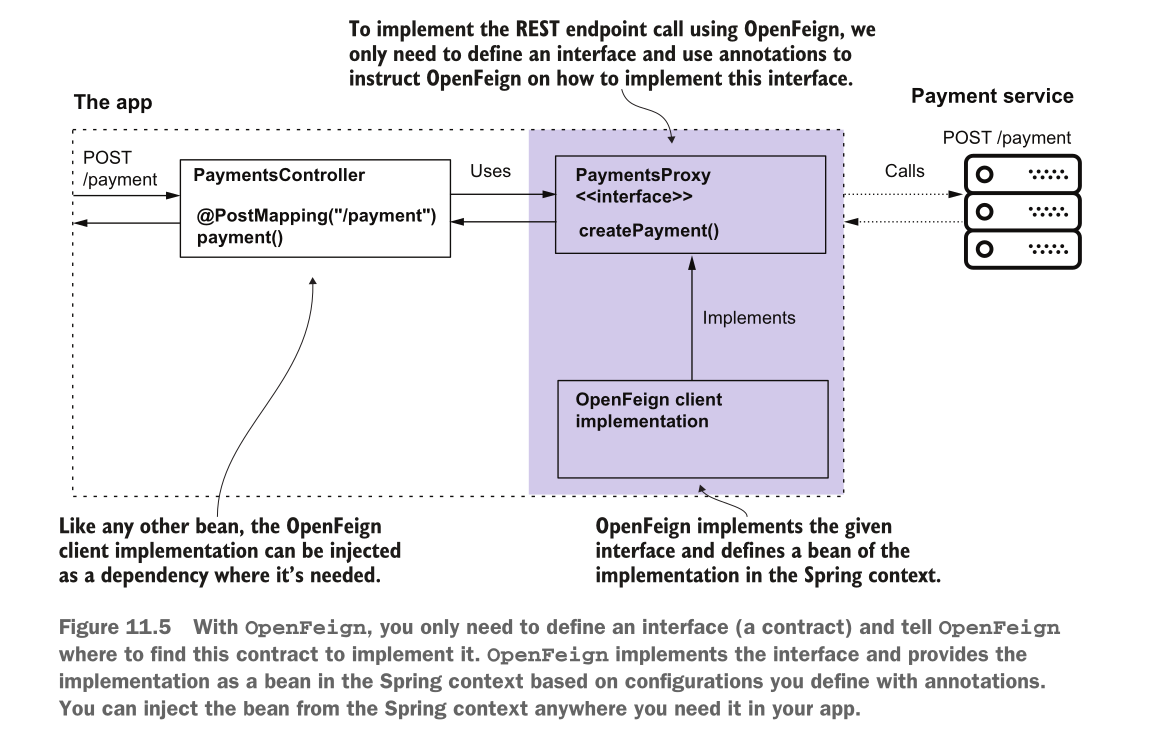 To implement the REST endpoint call using OpenFeign, we
only need to define an interface and use annotations to
instruct OpenFeign on how to implement this interface.
The app
Payment service
POST /payment
POST
/payment
PaymentsController
@PostMapping("/payment")
payment()
Uses
PaymentsProxy
<<interface>>
createPayment()
Calls
Implements
OpenFeign client
implementation
Like any other bean, the OpenFeign
client implementation can be injected
as a dependency where it's needed.
OpenFeign implements the given
interface and defines a bean of the
implementation in the Spring context.
Figure 11.5 With OpenFeign, you only need to define an interface (a contract) and tell OpenFeign
where to find this contract to implement it. OpenFeign implements the interface and provides the
implementation as a bean in the Spring context based on configurations you define with annotations.
You can inject the bean from the Spring context anywhere you need it in your app.